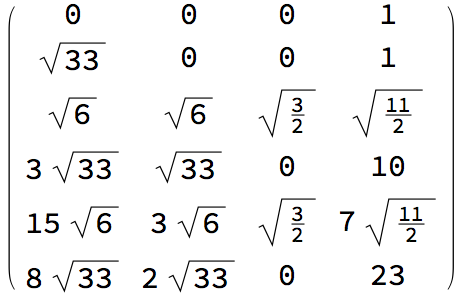 0 0 0 1
√33 0 0 1
√6 √6 √(3/2) √(11/2)
3 √33 √33 0 10
15 √6 3 √6 √(3/2) 7 √(11/2)
8 √33 2 √33 0 23